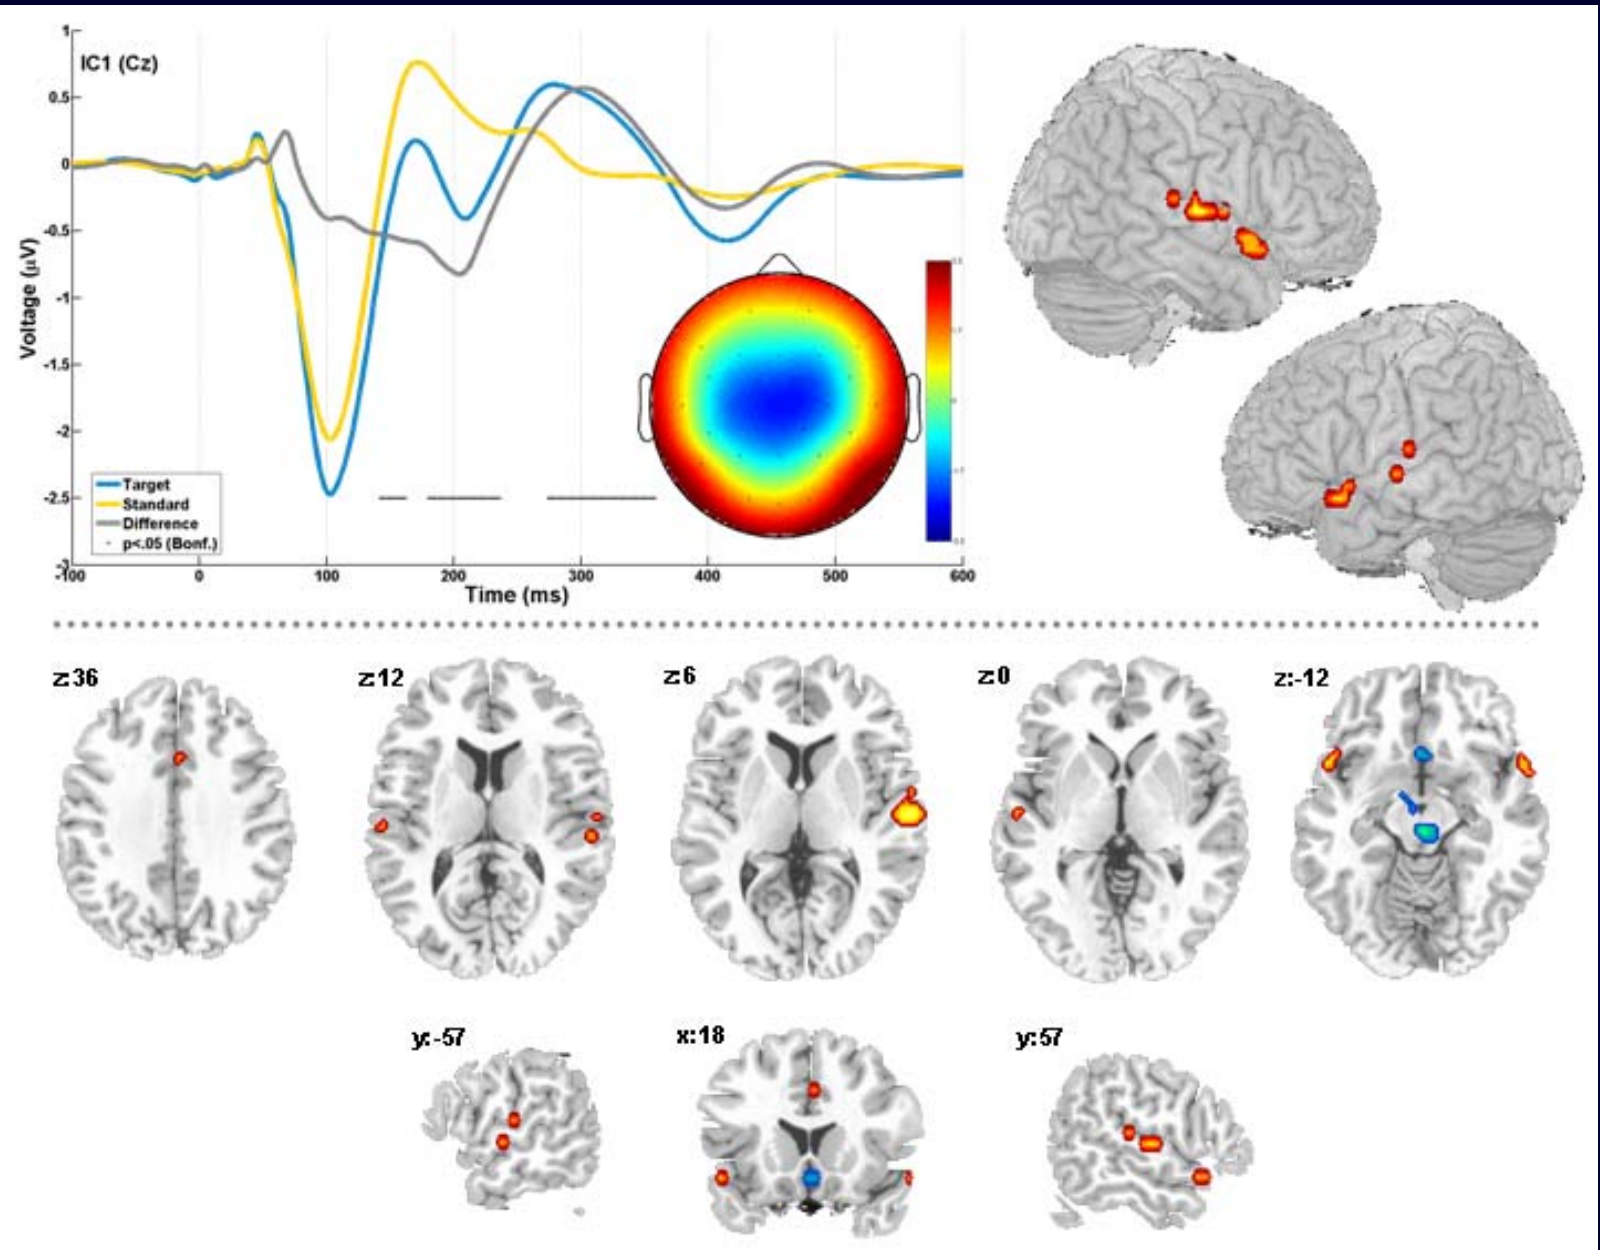 IC1 (Cz)
1
0.5
0
-0.5
-1
-1.5
-2
-2.5
-3
Voltage (µV)
Target
Standard
Difference
p<.05 (Bonf.)
-100 0 100 200 300 400 500 600
Time (ms)
z:36 z:12 z:6 z:0 z:-12
y:-57 x:18 y:57